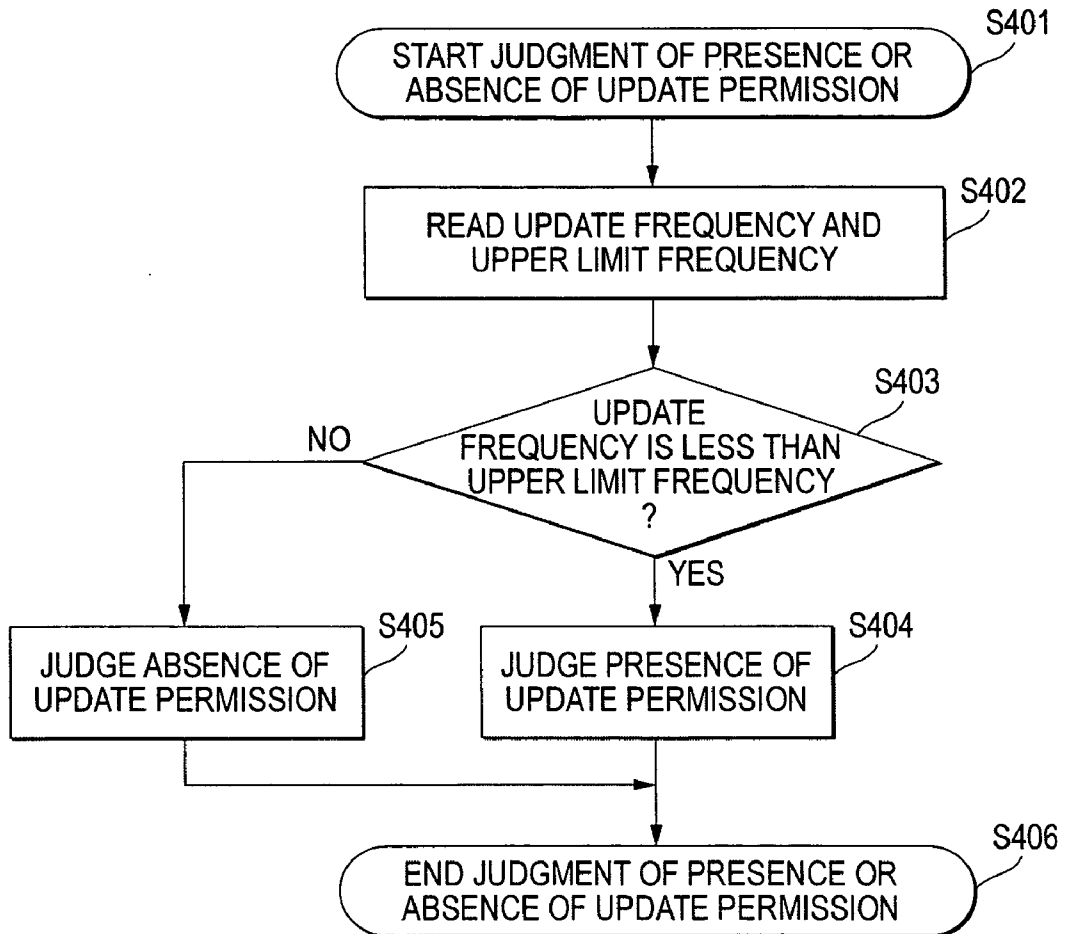 S401
START JUDGMENT OF PRESENCE OR
ABSENCE OF UPDATE PERMISSION
S402
READ UPDATE FREQUENCY AND
UPPER LIMIT FREQUENCY
S403
UPDATE
FREQUENCY IS LESS THAN
UPPER LIMIT FREQUENCY
?
NO
YES
S405
JUDGE ABSENCE OF
UPDATE PERMISSION
S404
JUDGE PRESENCE OF
UPDATE PERMISSION
S406
END JUDGMENT OF PRESENCE OR
ABSENCE OF UPDATE PERMISSION